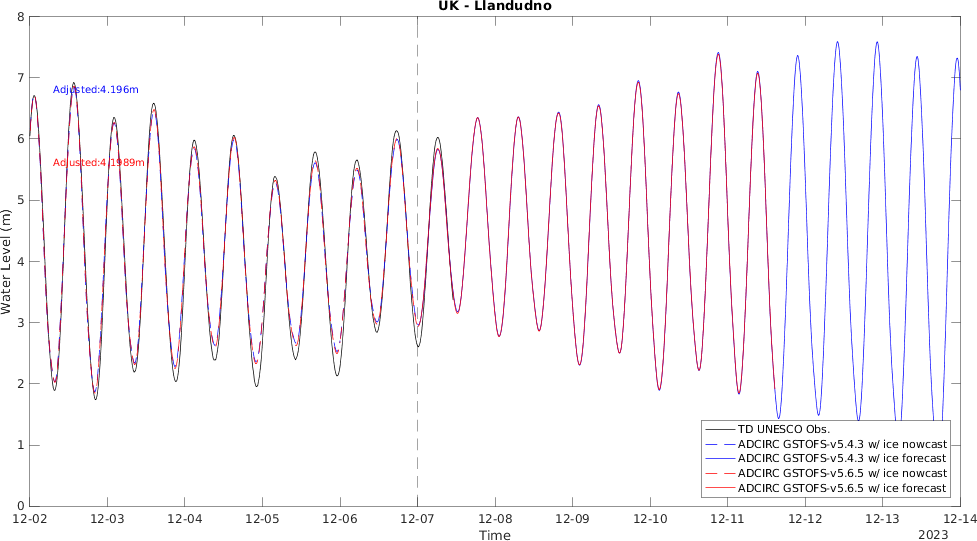 UK - Llandudno
8
7
6
5
4
3
2
1
0
Water Level (m)
Adjusted:4.196m
Adjusted:4.1989m
TD UNESCO Obs.
ADCIRC GSTOFS-v5.4.3 w/ ice nowcast
ADCIRC GSTOFS-v5.4.3 w/ ice forecast
ADCIRC GSTOFS-v5.6.5 w/ ice nowcast
ADCIRC GSTOFS-v5.6.5 w/ ice forecast
12-02 12-03 12-04 12-05 12-06 12-07 12-08 12-09 12-10 12-11 12-12 12-13 12-14
Time
2023